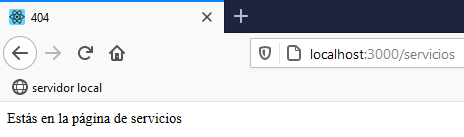 404
localhost:3000/servicios
servidor local
Estás en la página de servicios